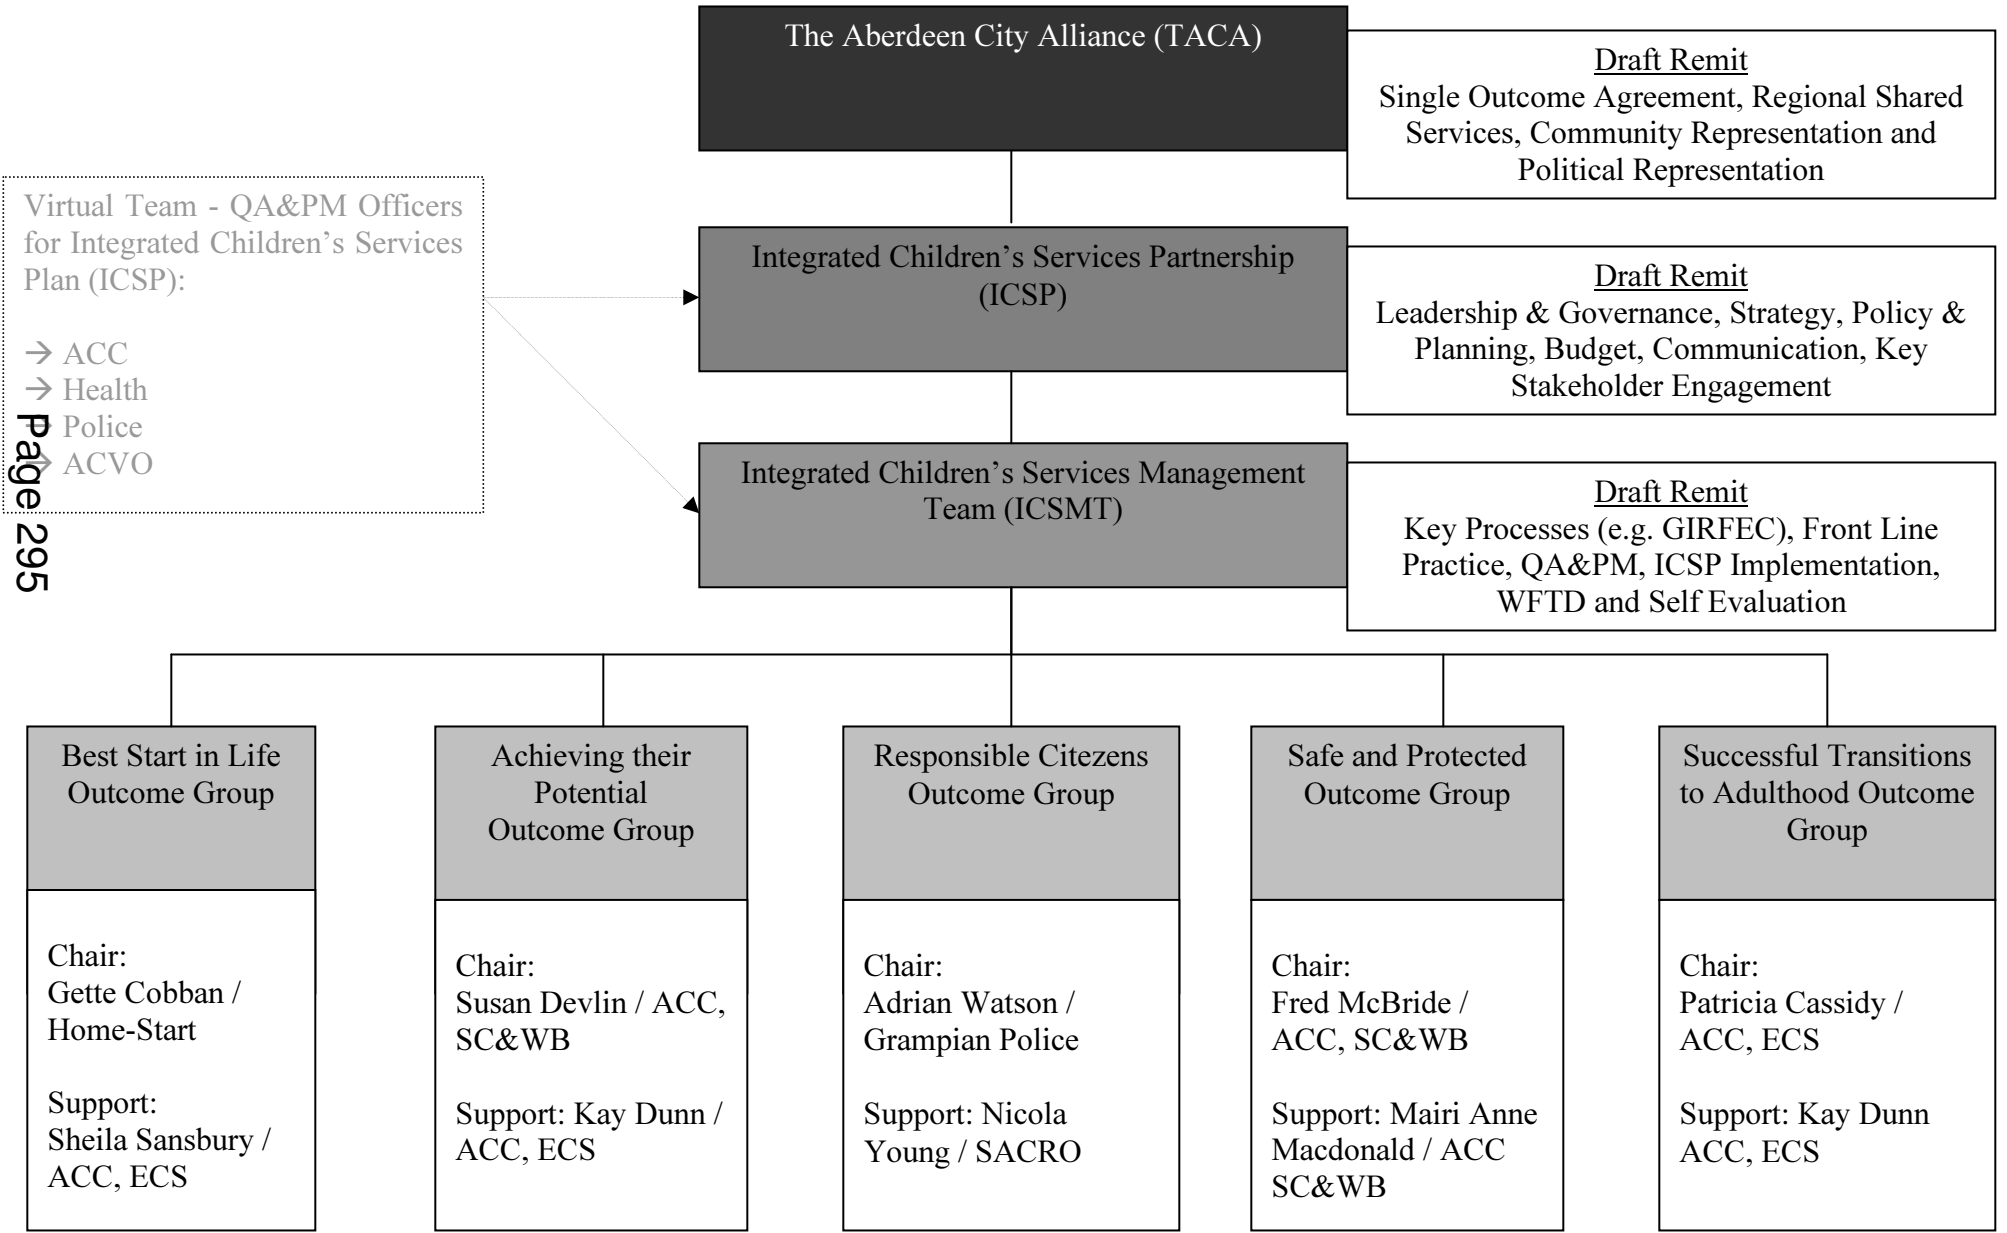 The Aberdeen City Alliance (TACA)
Draft Remit
Single Outcome Agreement, Regional Shared
Services, Community Representation and
Political Representation
Virtual Team - QA&PM Officers
for Integrated Children’s Services
Plan (ICSP):
→ ACC
→ Health
→ Police
→ ACVO
Page 295
Integrated Children’s Services Partnership
(ICSP)
Draft Remit
Leadership & Governance, Strategy, Policy &
Planning, Budget, Communication, Key
Stakeholder Engagement
Integrated Children’s Services Management
Team (ICSMT)
Draft Remit
Key Processes (e.g. GIRFEC), Front Line
Practice, QA&PM, ICSP Implementation,
WFTD and Self Evaluation
Best Start in Life
Outcome Group
Chair:
Gette Cobban /
Home-Start
Support:
Sheila Sansbury /
ACC, ECS
Achieving their
Potential
Outcome Group
Chair:
Susan Devlin / ACC,
SC&WB
Support: Kay Dunn /
ACC, ECS
Responsible Citezens
Outcome Group
Chair:
Adrian Watson /
Grampian Police
Support: Nicola
Young / SACRO
Safe and Protected
Outcome Group
Chair:
Fred McBride /
ACC, SC&WB
Support: Mairi Anne
Macdonald / ACC
SC&WB
Successful Transitions
to Adulthood Outcome
Group
Chair:
Patricia Cassidy /
ACC, ECS
Support: Kay Dunn
ACC, ECS